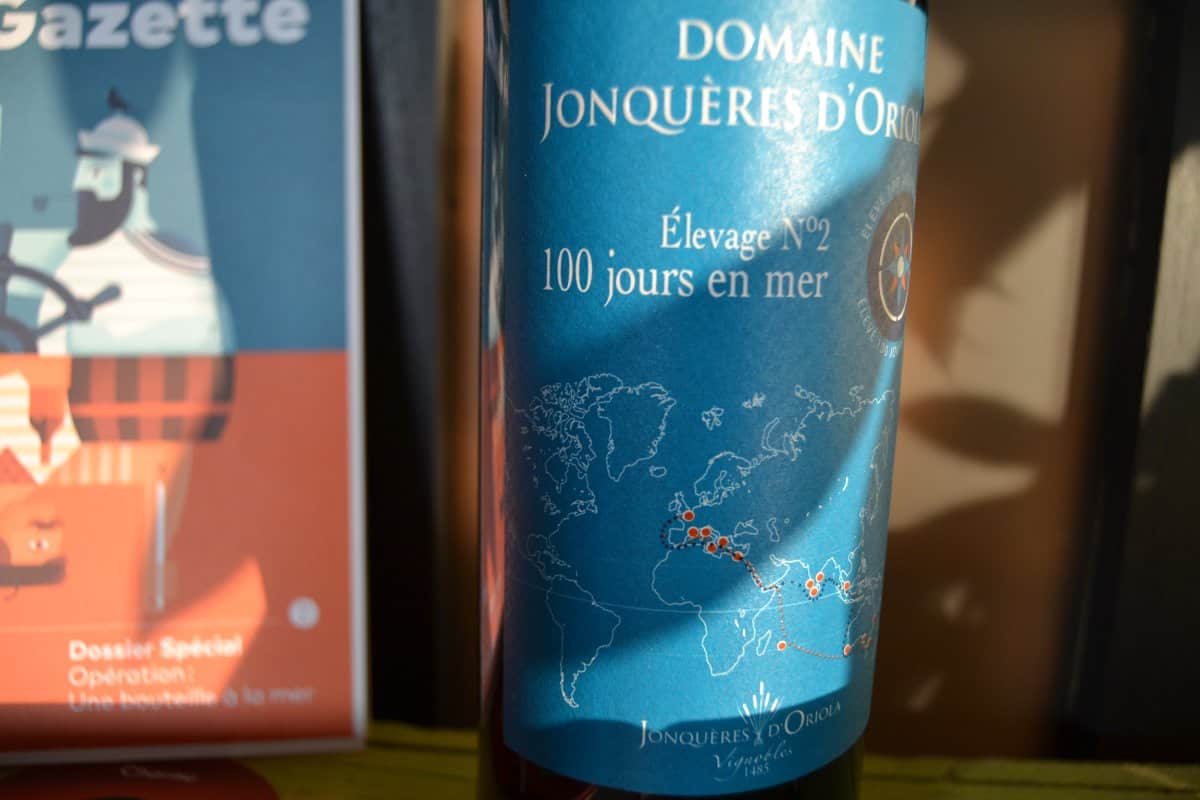 Gazette
Dossier Spécial
Opération :
Une bouteille à la mer
DOMAINE
JONQUÈRES D'ORIOLA
Élevage Nº2
100 jours en mer
JONQUÈRES D'ORIOLA
Vignobles
1485